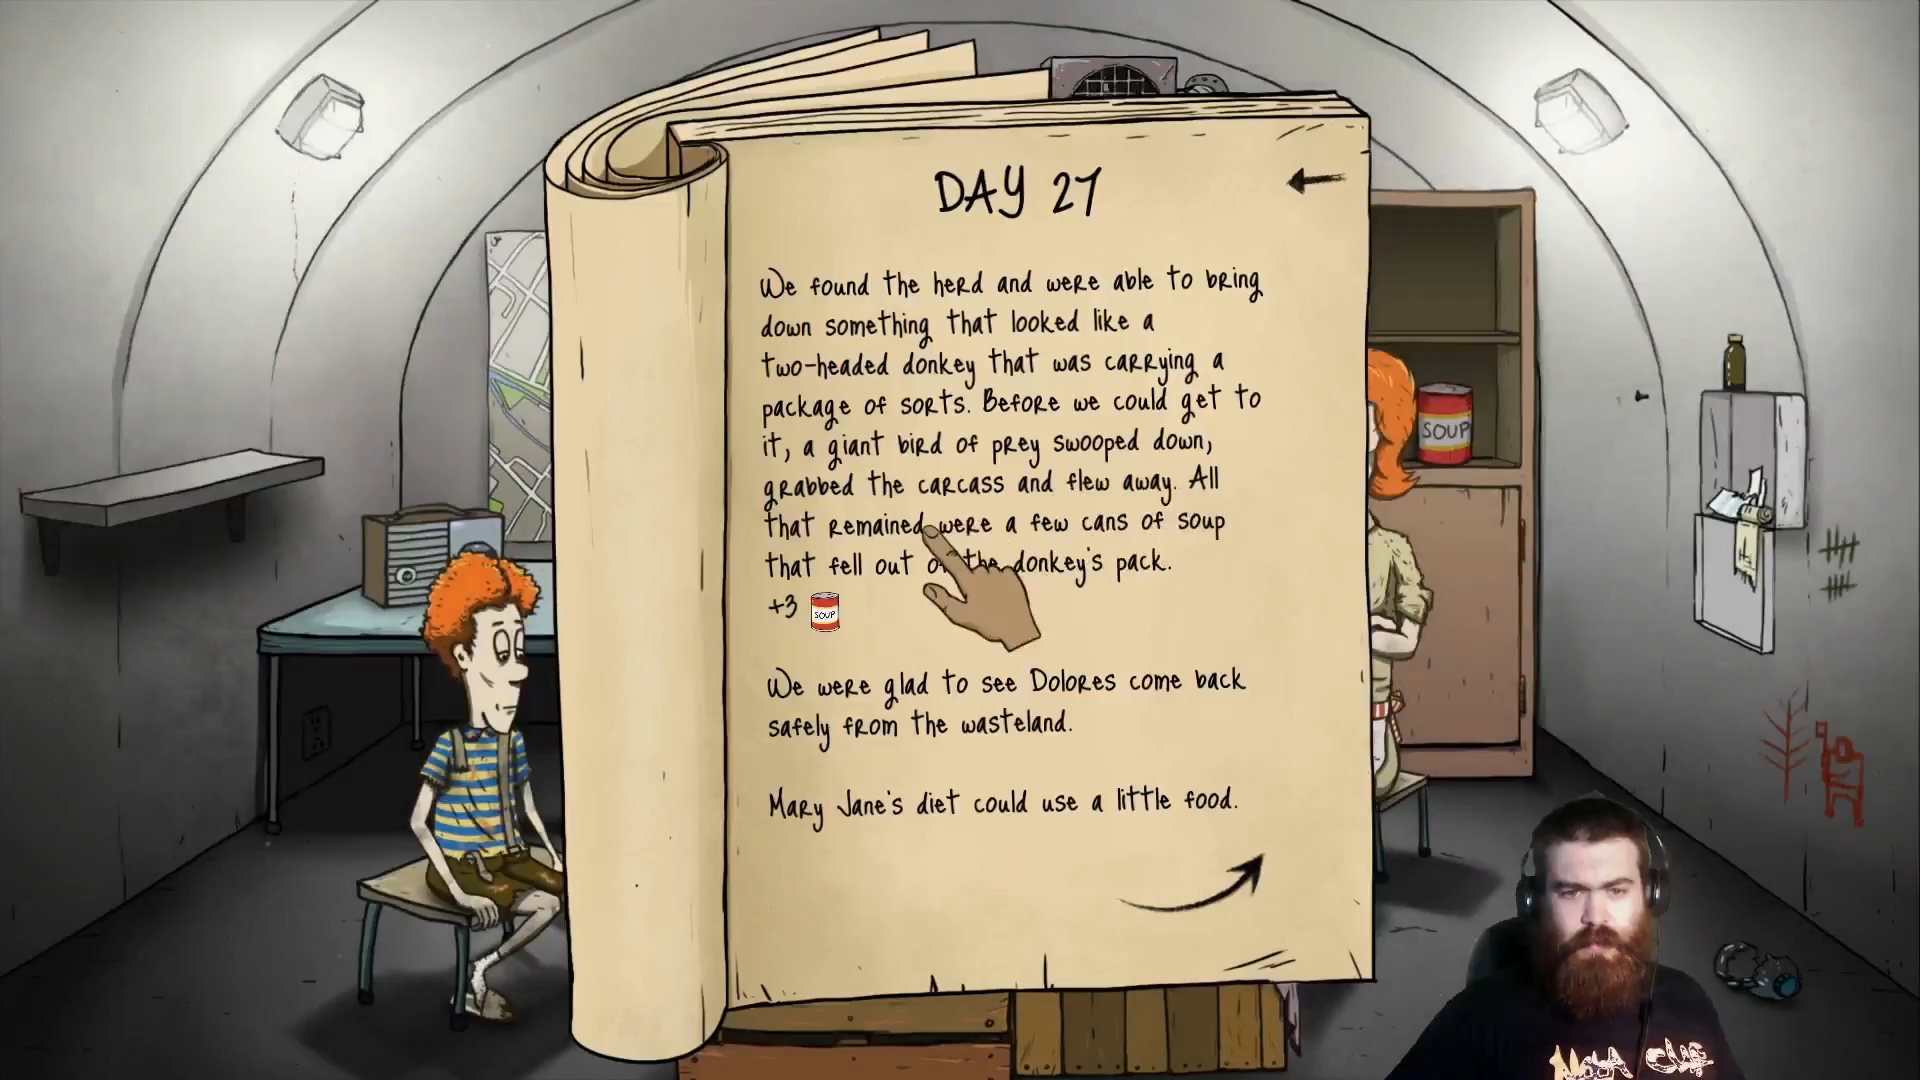 DAY 27
We found the herd and were able to bring
down something that looked like a
two-headed donkey that was carrying a
package of sorts. Before we could get to
it, a giant bird of prey swooped down,
grabbed the carcass and flew away. All
that remained were a few cans of soup
that fell out the donkey's pack.
+3 SOUP
We were glad to see Dolores come back
safely from the wasteland.
Mary Jane's diet could use a little food.
SOUP